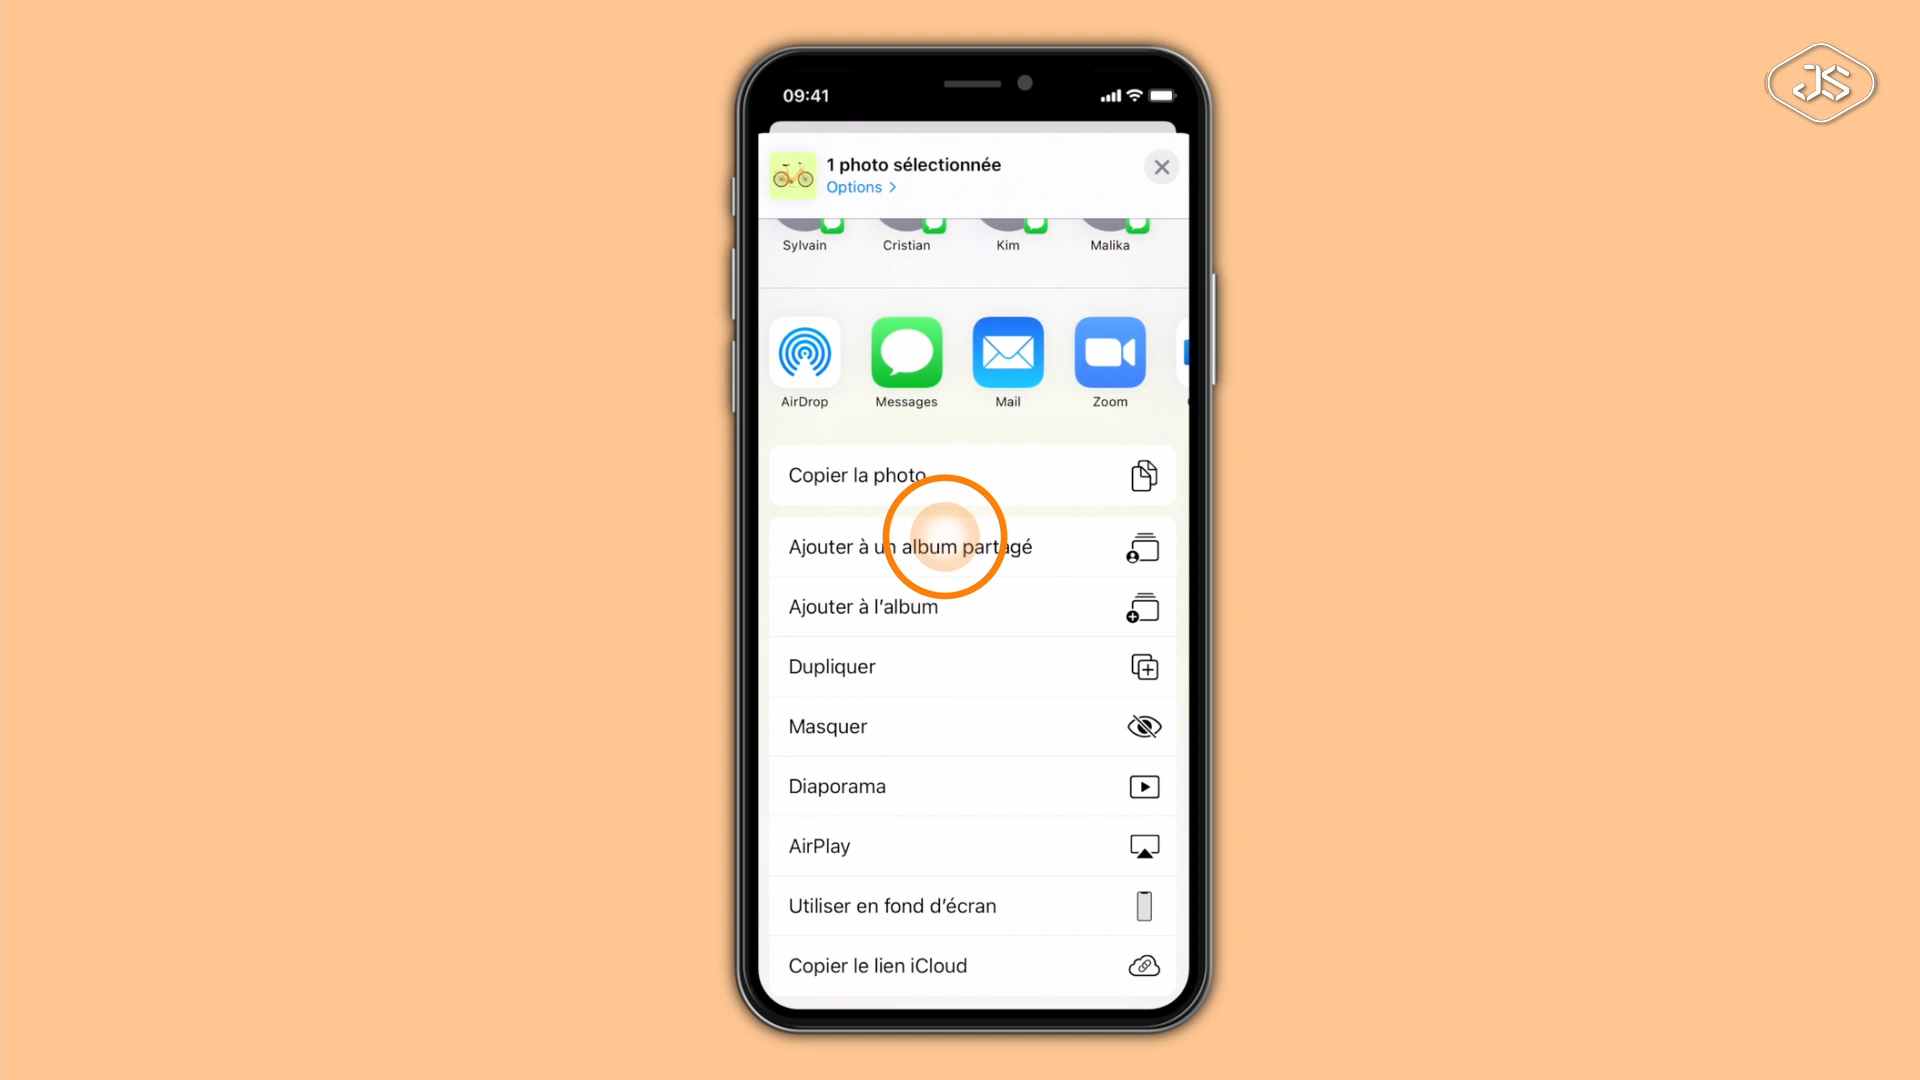 JS
09:41
1 photo sélectionnée
Options >
Sylvain
Cristian
Kim
Malika
AirDrop
Messages
Mail
Zoom
Copier la photo
Ajouter à un album partagé
Ajouter à l’album
Dupliquer
Masquer
Diaporama
AirPlay
Utiliser en fond d’écran
Copier le lien iCloud